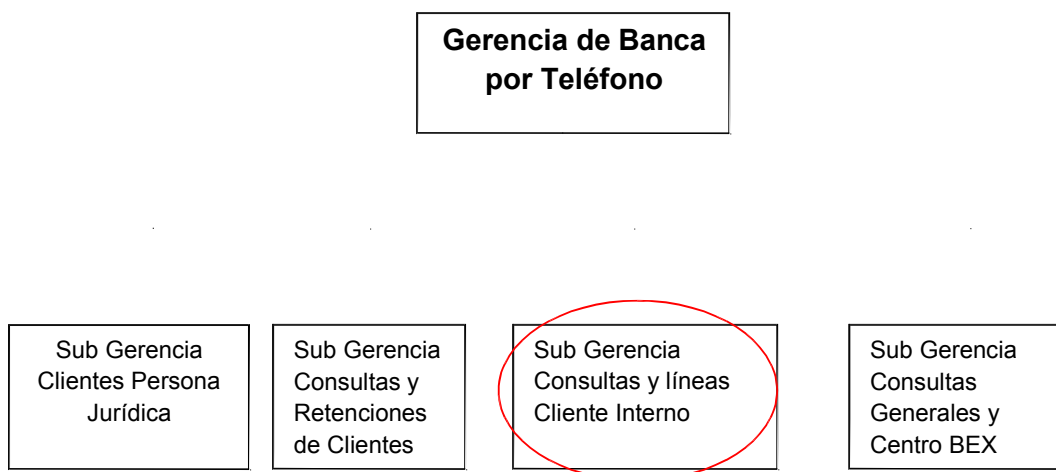 Gerencia de Banca
por Teléfono
Sub Gerencia
Clientes Persona
Jurídica
Sub Gerencia
Consultas y
Retenciones
de Clientes
Sub Gerencia
Consultas y líneas
Cliente Interno
Sub Gerencia
Consultas
Generales y
Centro BEX